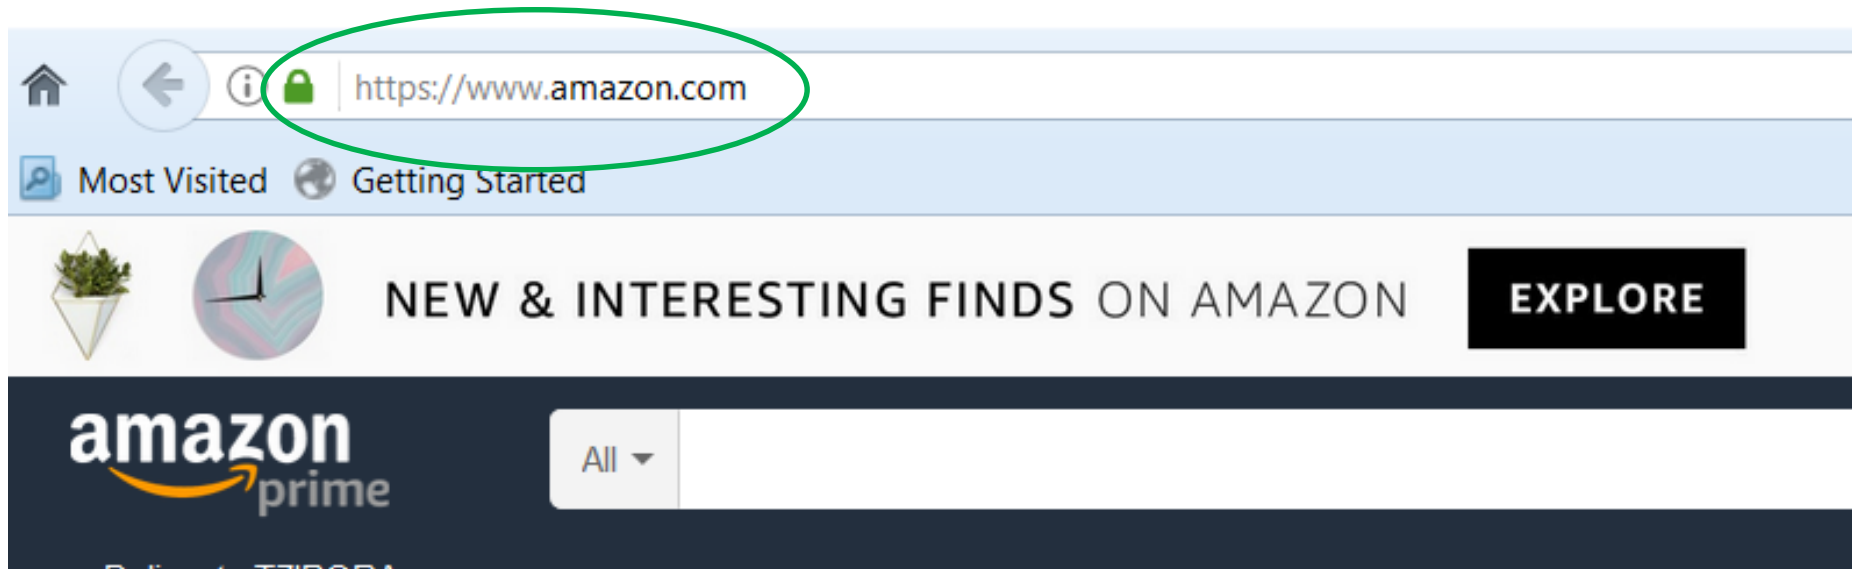 https://www.amazon.com
Most Visited Getting Started
NEW & INTERESTING FINDS ON AMAZON EXPLORE
amazon
prime
All